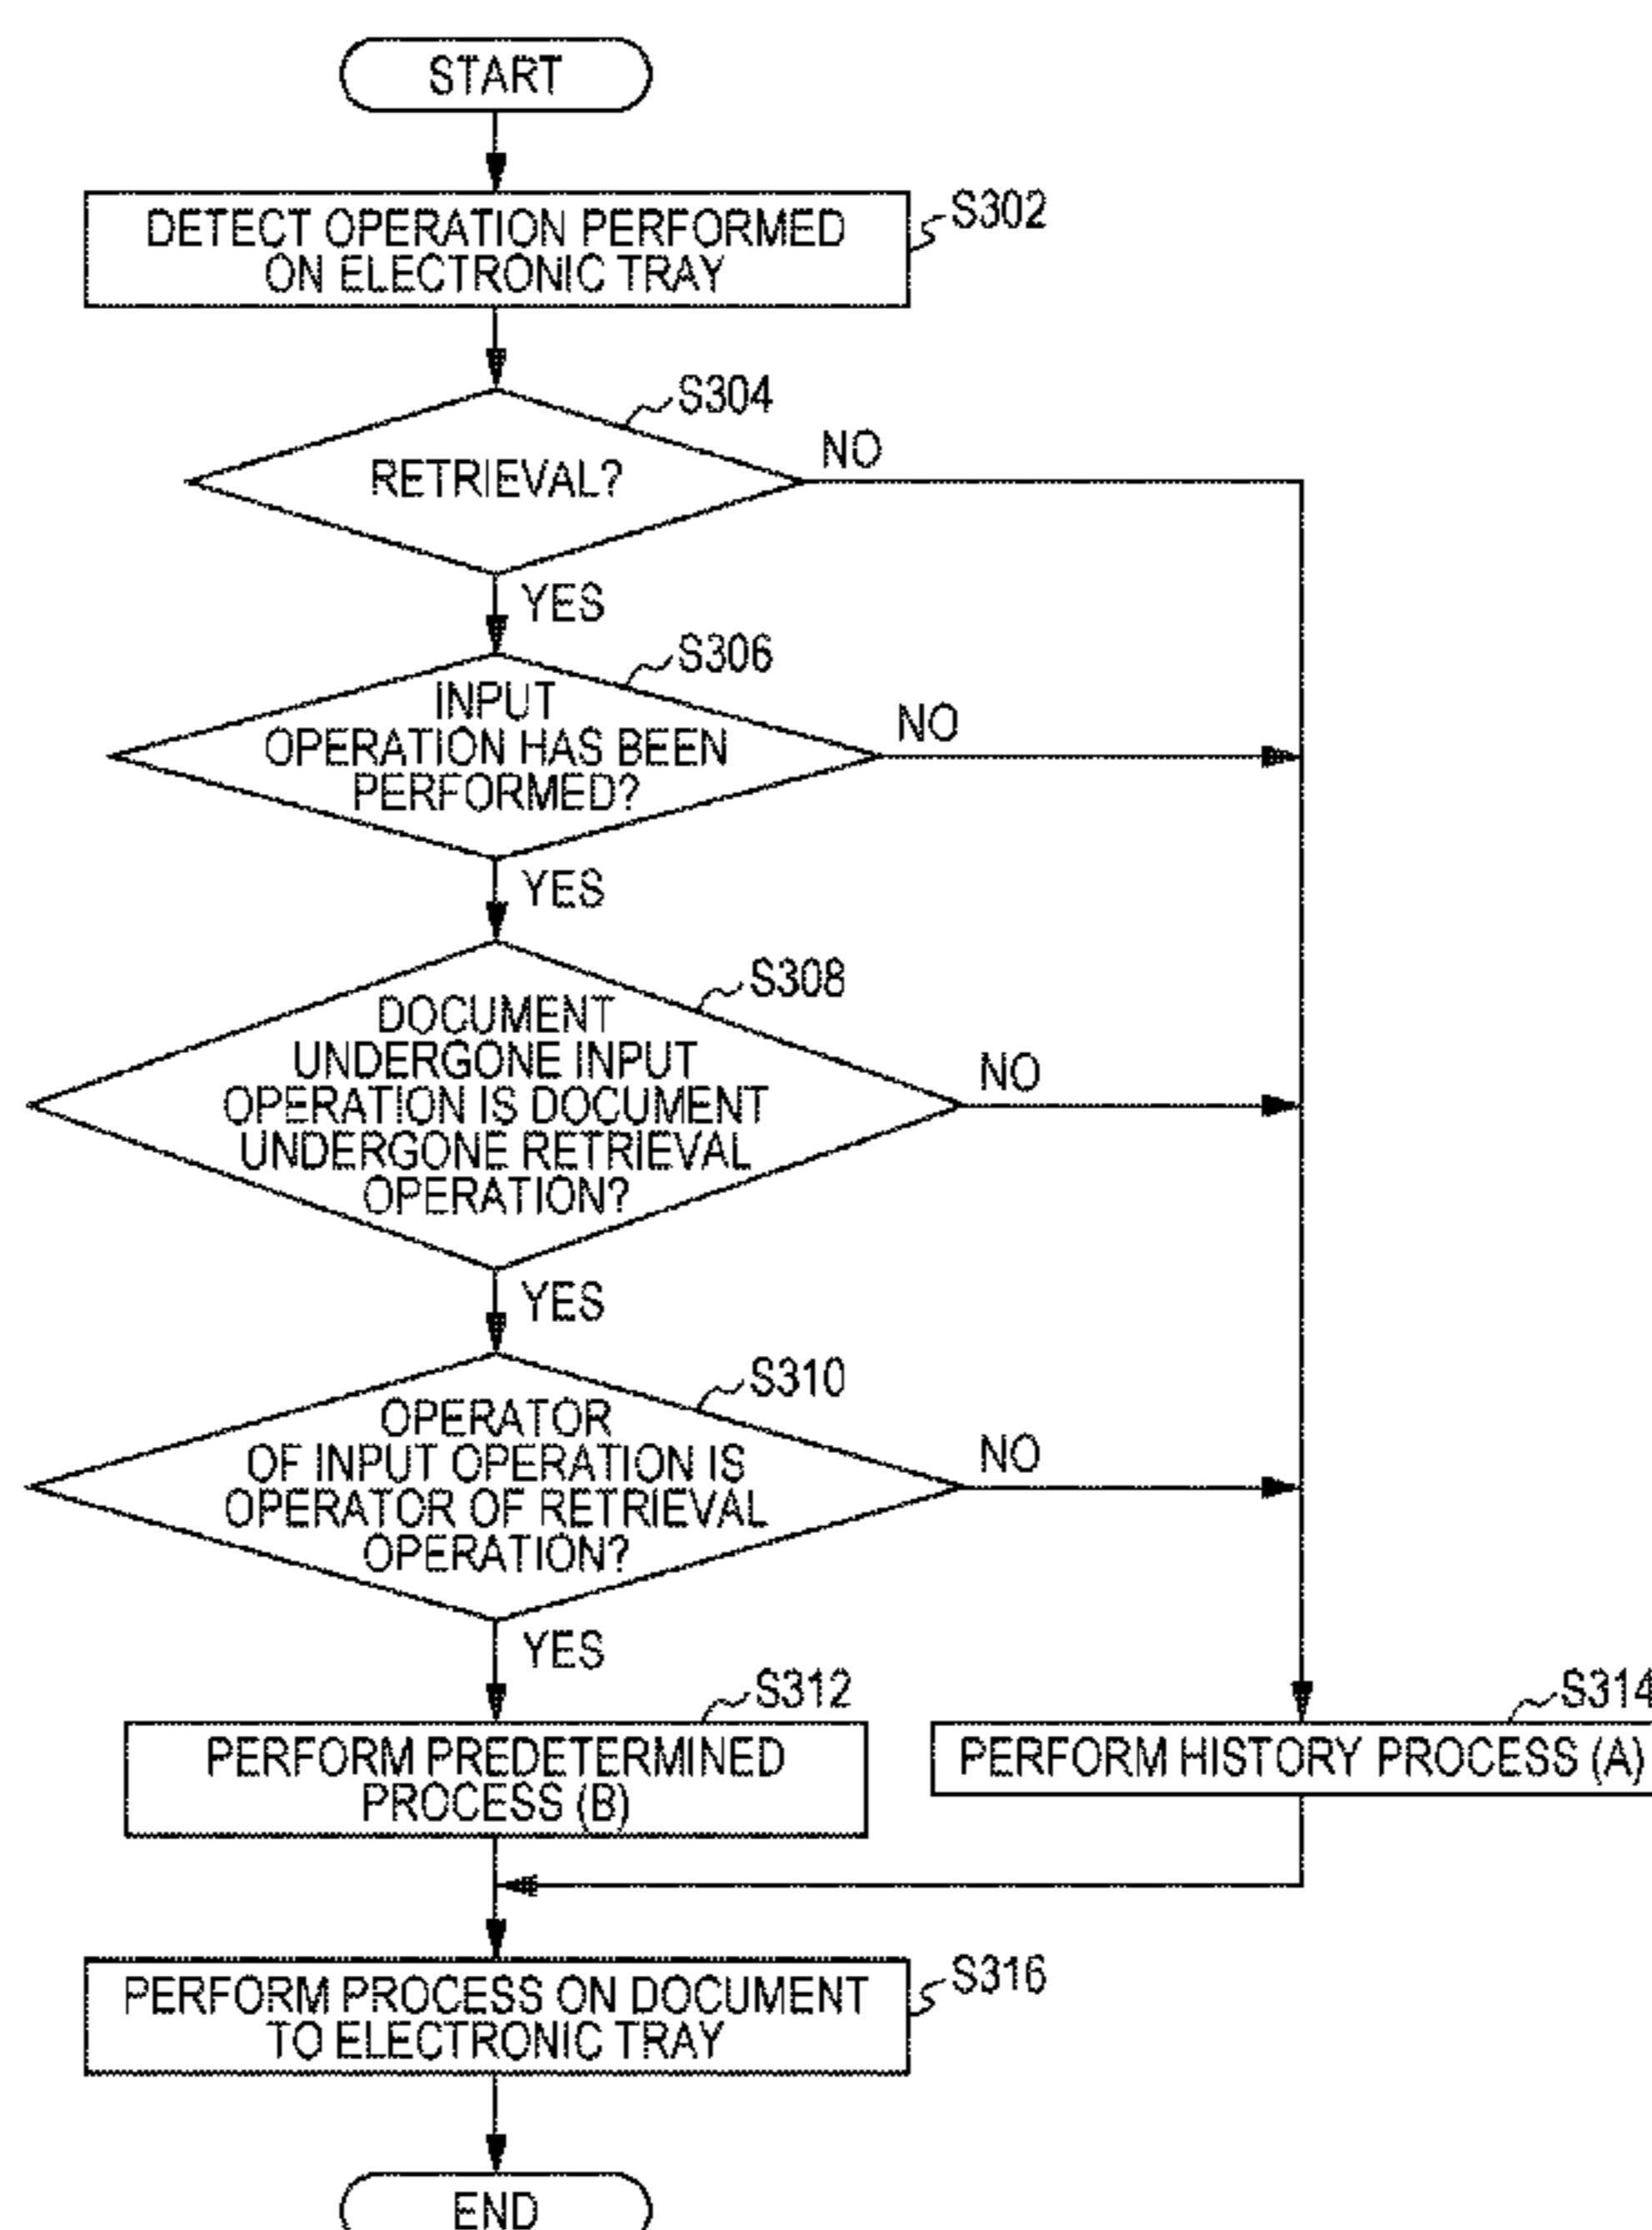 START
DETECT OPERATION PERFORMED
ON ELECTRONIC TRAY
S302
S304
RETRIEVAL?
NO
YES
S306
INPUT
OPERATION HAS BEEN
PERFORMED?
NO
YES
S308
DOCUMENT
UNDERGONE INPUT
OPERATION IS DOCUMENT
UNDERGONE RETRIEVAL
OPERATION?
NO
YES
S310
OPERATOR
OF INPUT OPERATION IS
OPERATOR OF RETRIEVAL
OPERATION?
NO
YES
S312
PERFORM PREDETERMINED
PROCESS (B)
S314
PERFORM HISTORY PROCESS (A)
PERFORM PROCESS ON DOCUMENT
TO ELECTRONIC TRAY
S316
END